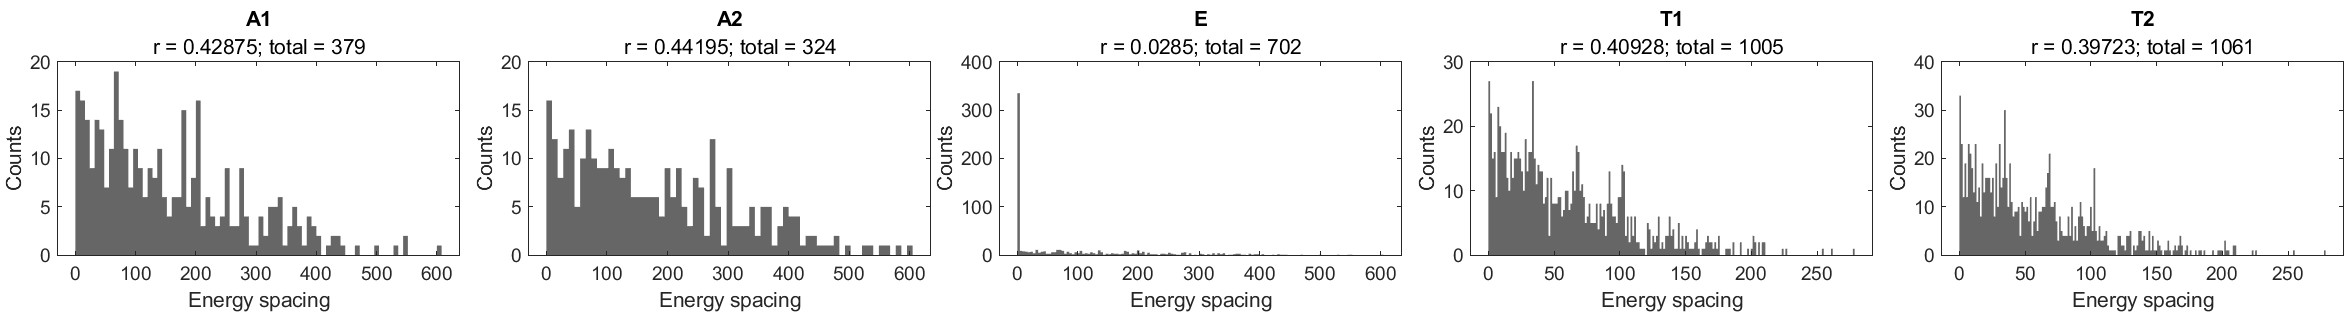 A1
r = 0.42875; total = 379
20
15
10
5
0
Counts
0 100 200 300 400 500 600
Energy spacing
A2
r = 0.44195; total = 324
20
15
10
5
0
Counts
0 100 200 300 400 500 600
Energy spacing
E
r = 0.0285; total = 702
400
300
200
100
0
Counts
0 100 200 300 400 500 600
Energy spacing
T1
r = 0.40928; total = 1005
30
20
10
0
Counts
0 50 100 150 200 250
Energy spacing
T2
r = 0.39723; total = 1061
40
30
20
10
0
Counts
0 50 100 150 200 250
Energy spacing